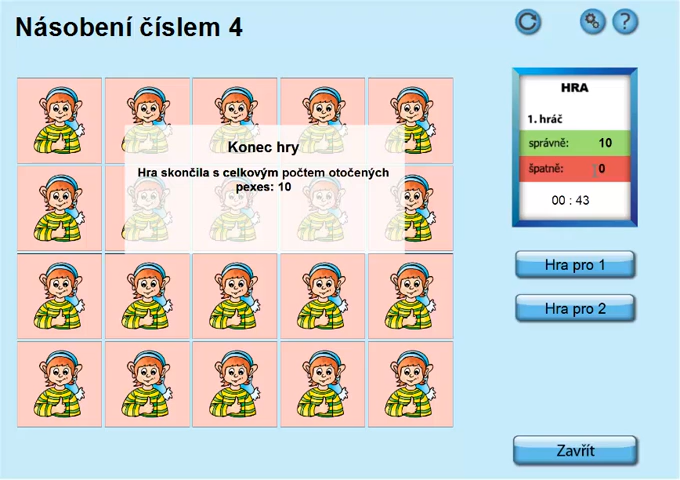 Násobení číslem 4
?
HRA
1. hráč
správně: 10
špatně: 0
00 : 43
Konec hry
Hra skončila s celkovým počtem otočených
pexes: 10
Hra pro 1
Hra pro 2
Zavřít